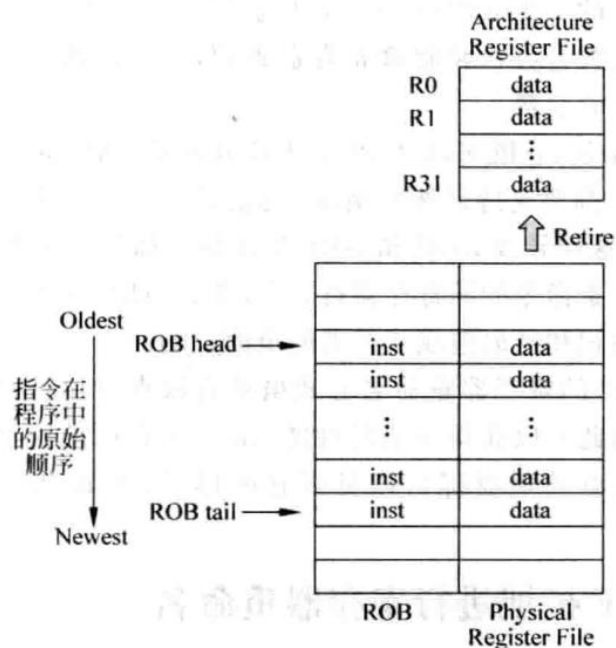 Architecture
Register File
R0 data
R1 data
⋮
R31 data
Retire
Oldest
ROB head
inst data
inst data
指令在
程序中
的原始
顺序
⋮ ⋮
inst data
ROB tail
inst data
Newest
ROB
Physical
Register File